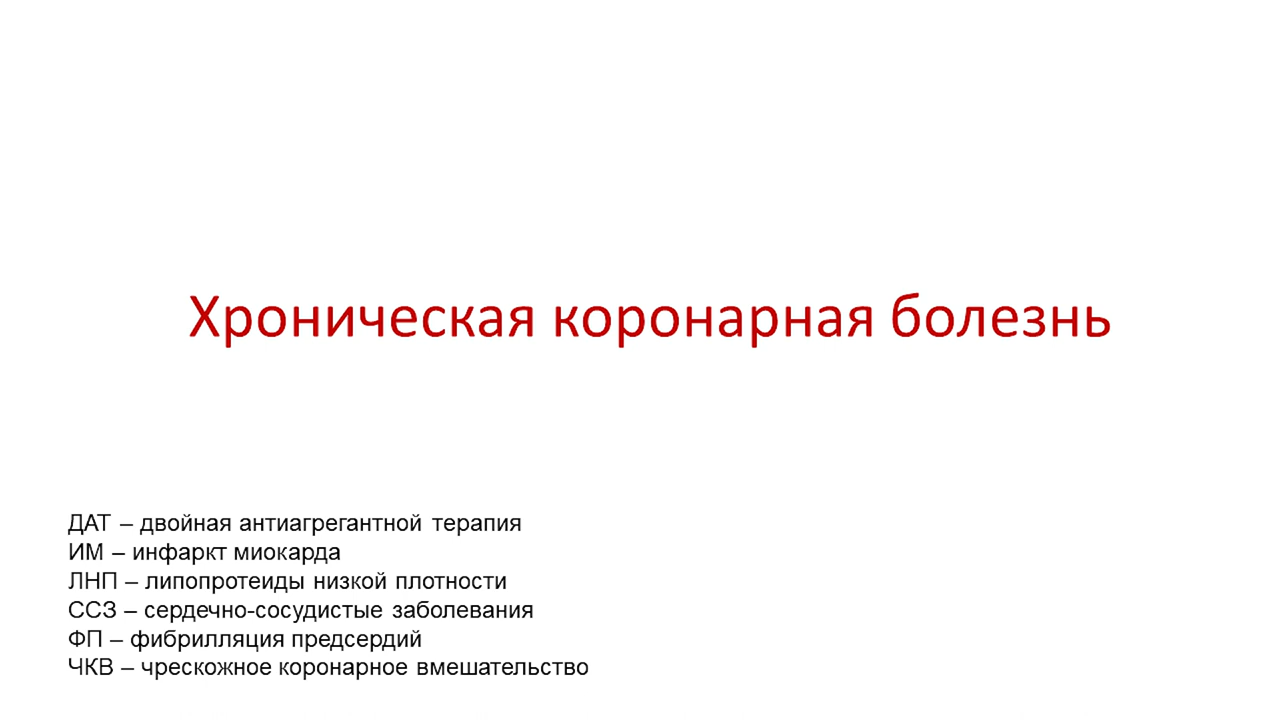 Хроническая коронарная болезнь
ДАТ – двойная антиагрегантной терапия
ИМ – инфаркт миокарда
ЛНП – липопротеиды низкой плотности
ССЗ – сердечно-сосудистые заболевания
ФП – фибрилляция предсердий
ЧКВ – чрескожное коронарное вмешательство